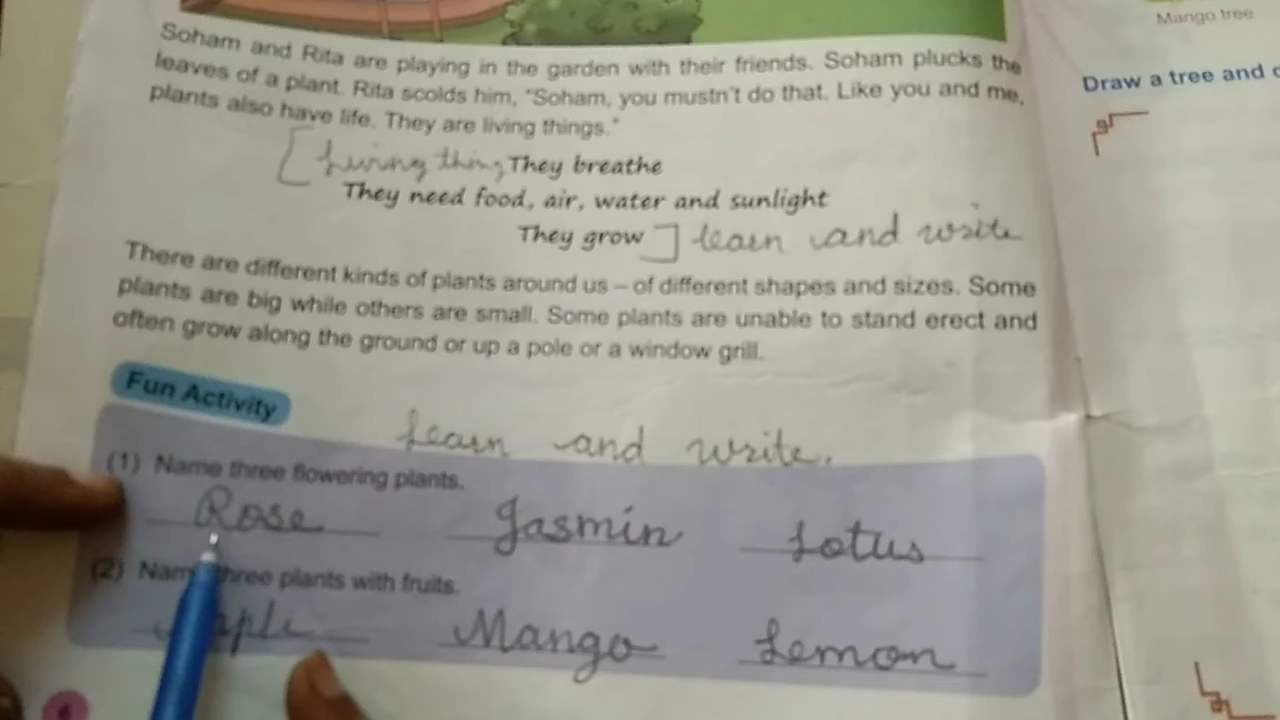 Soham and Rita are playing in the garden with their friends. Soham plucks the
leaves of a plant. Rita scolds him, "Soham, you mustn't do that. Like you and me,
plants also have life. They are living things."
[ Living thing They breathe
They need food, air, water and sunlight
They grow ] learn and write
There are different kinds of plants around us – of different shapes and sizes. Some
plants are big while others are small. Some plants are unable to stand erect and
often grow along the ground or up a pole or a window grill.
Fun Activity
Learn and write.
(1) Name three flowering plants.
Rose Jasmin Lotus
(2) Name three plants with fruits.
Mango Lemon
Mango tree
Draw a tree and